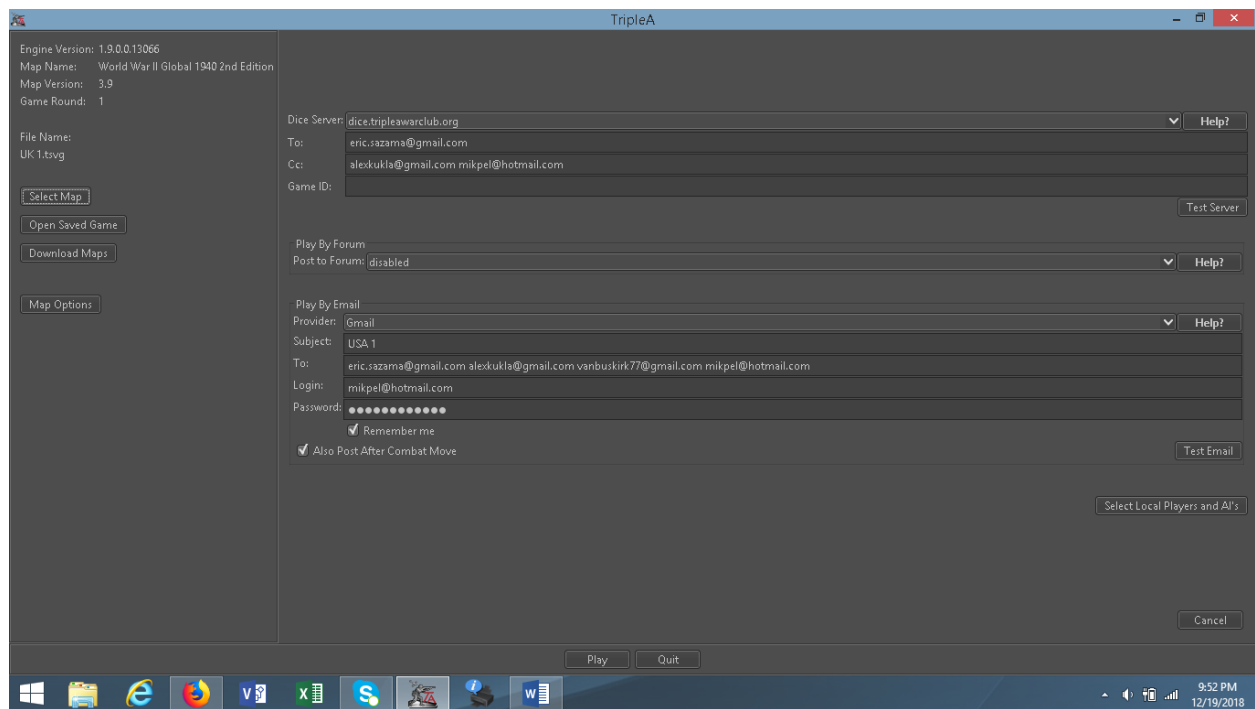 TripleA
Engine Version: 1.9.0.0.13066
Map Name: World War II Global 1940 2nd Edition
Map Version: 3.9
Game Round: 1
File Name:
UK 1.tsvg
Select Map
Open Saved Game
Download Maps
Map Options
Dice Server: dice.tripleawarclub.org Help?
To: eric.sazama@gmail.com
Cc: alexkukla@gmail.com mikpel@hotmail.com
Game ID:
Test Server
Play By Forum
Post to Forum: disabled Help?
Play By Email
Provider: Gmail Help?
Subject: USA 1
To: eric.sazama@gmail.com alexkukla@gmail.com vanbuskirk77@gmail.com mikpel@hotmail.com
Login: mikpel@hotmail.com
Password: ●●●●●●●●●●●●
Remember me
Also Post After Combat Move Test Email
Select Local Players and AI's
Cancel
Play Quit
9:52 PM
12/19/2018